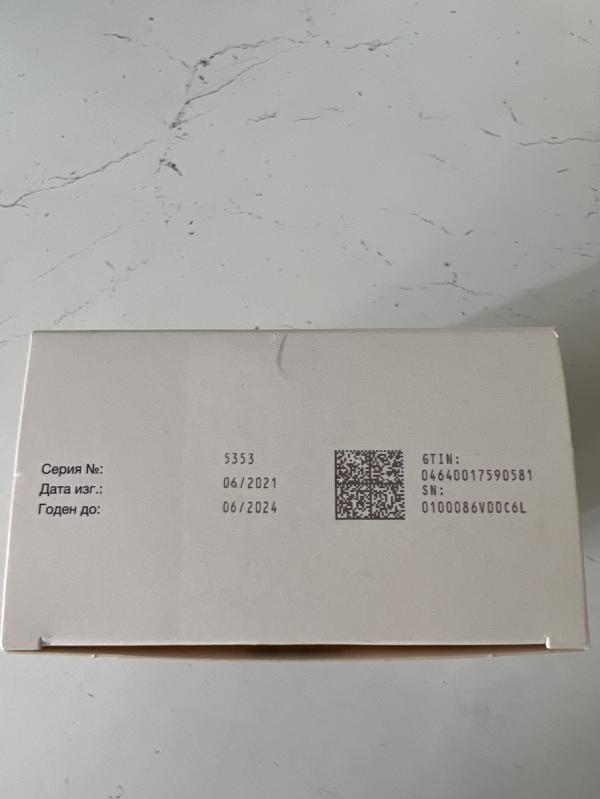 Серия №: 5353
Дата изг.: 06/2021
Годен до: 06/2024
GTIN:
04640017590581
SN:
0100086V00C6L